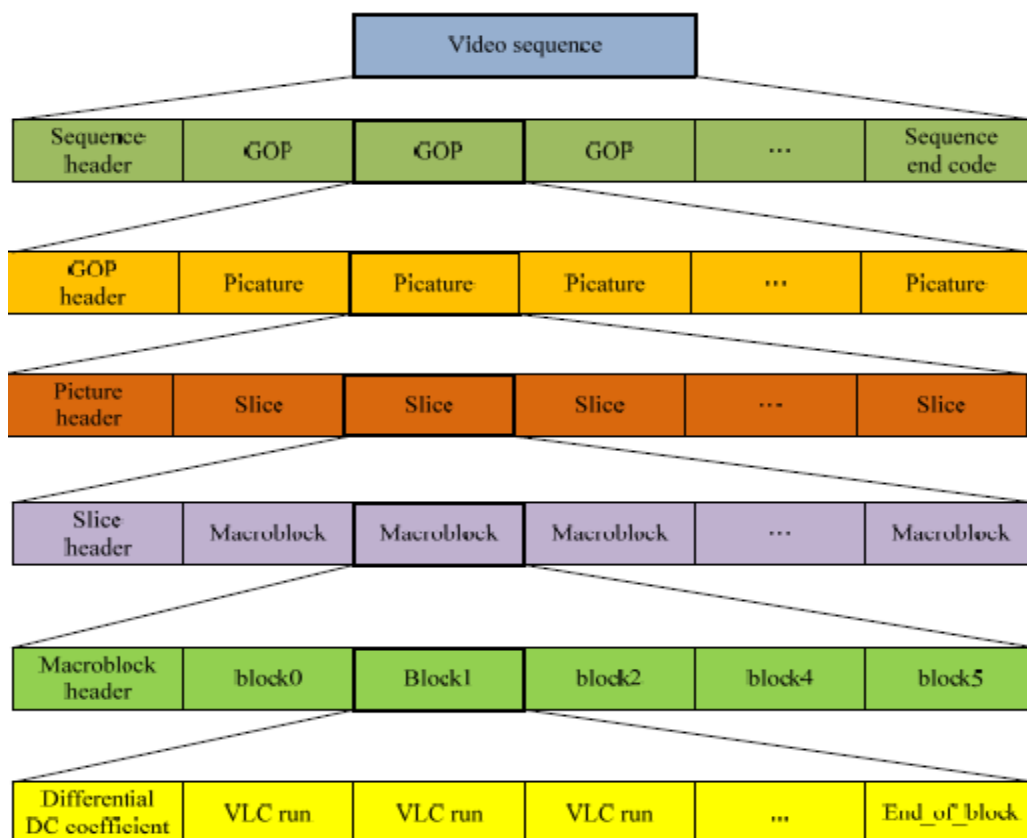 Video sequence
Sequence header
GOP
GOP
GOP
...
Sequence end code
GOP header
Picature
Picature
Picature
...
Picature
Picture header
Slice
Slice
Slice
...
Slice
Slice header
Macroblock
Macroblock
Macroblock
...
Macroblock
Macroblock header
block0
Block1
block2
block4
block5
Differential DC coefficient
VLC run
VLC run
VLC run
...
End_of_block